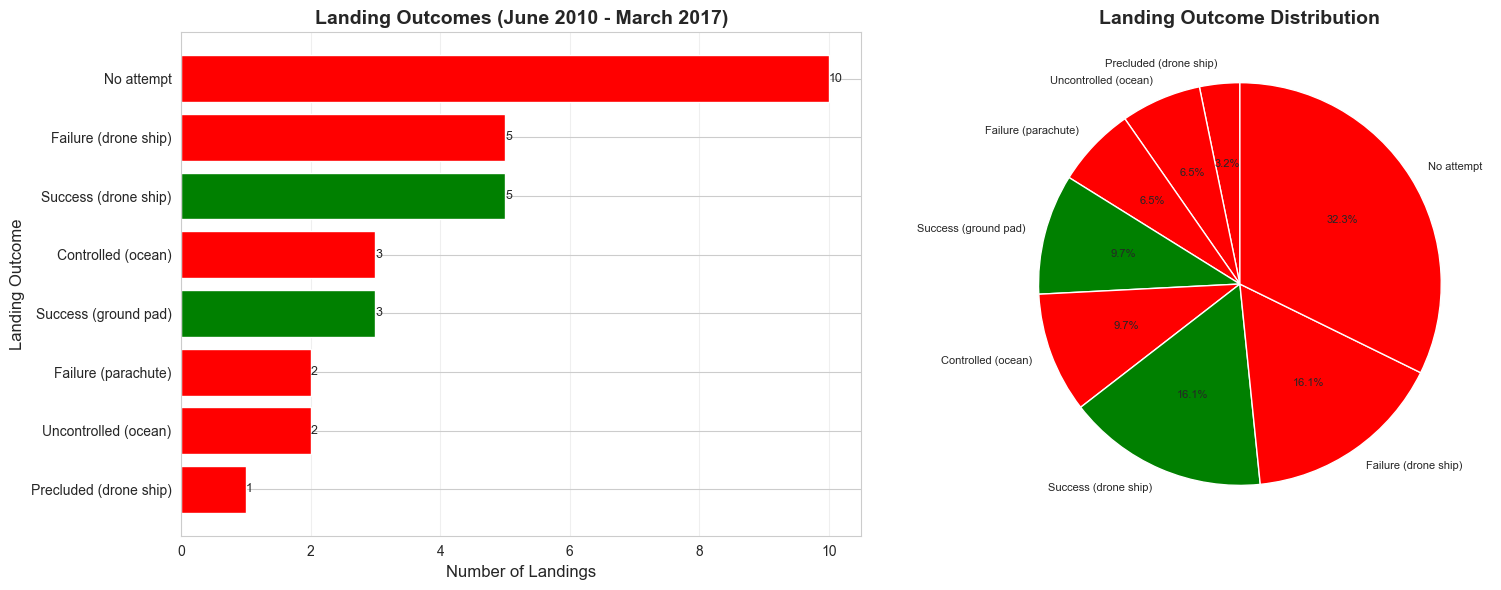 Landing Outcomes (June 2010 - March 2017)
Landing Outcome
No attempt
10
Failure (drone ship)
5
Success (drone ship)
5
Controlled (ocean)
3
Success (ground pad)
3
Failure (parachute)
2
Uncontrolled (ocean)
2
Precluded (drone ship)
1
0 2 4 6 8 10
Number of Landings
Landing Outcome Distribution
Precluded (drone ship)
Uncontrolled (ocean)
Failure (parachute)
No attempt
3.2%
6.5%
6.5%
32.3%
Success (ground pad)
9.7%
9.7%
Controlled (ocean)
16.1%
16.1%
Failure (drone ship)
Success (drone ship)